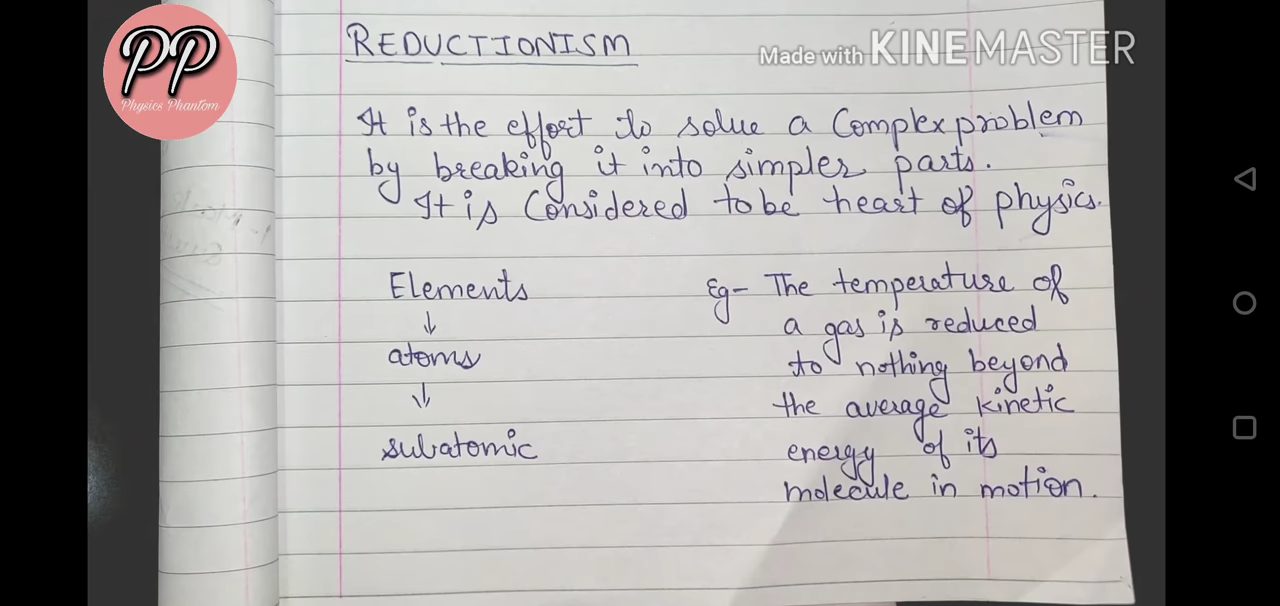 PP
Physics Phantom
Made with KINEMASTER
REDUCTIONISM
It is the effort to solve a Complex problem
by breaking it into simpler parts.
It is Considered to be heart of physics.
Elements
↓
atoms
↓
subatomic
Eg- The temperature of
a gas is reduced
to nothing beyond
the average kinetic
energy of its
molecule in motion.